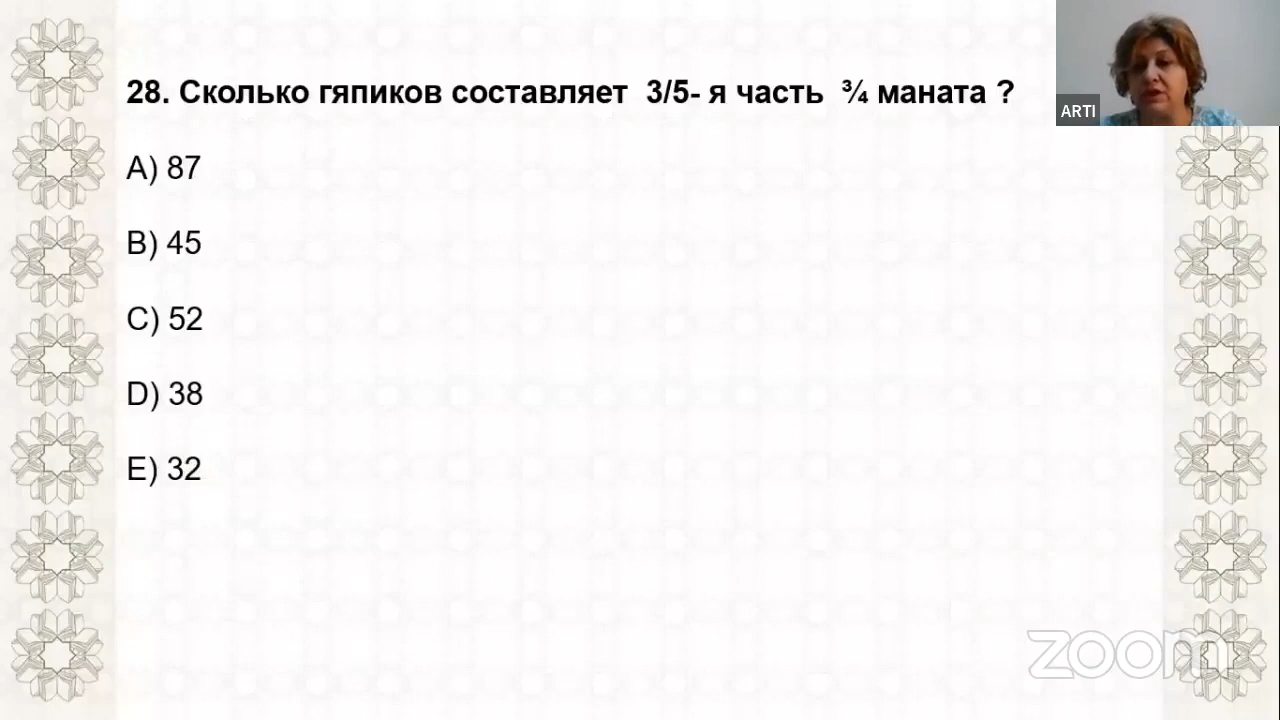 28. Сколько гяпиков составляет 3/5- я часть ¾ маната ?
A) 87
B) 45
C) 52
D) 38
E) 32
ARTI
zoom